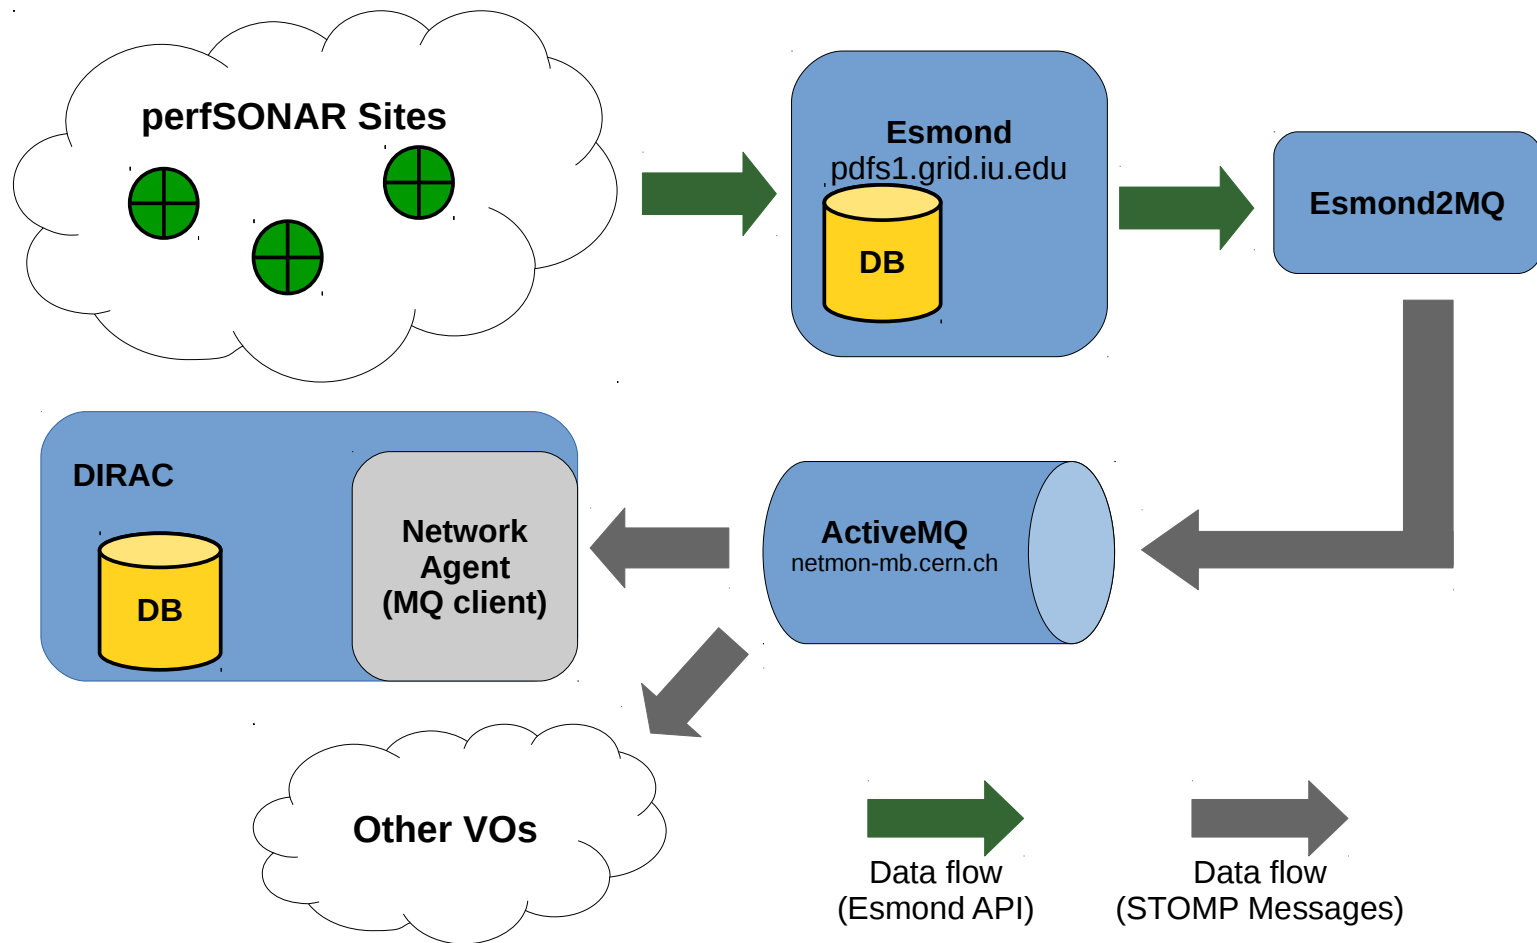 perfSONAR Sites
Esmond
pdfs1.grid.iu.edu
DB
Esmond2MQ
DIRAC
DB
Network
Agent
(MQ client)
ActiveMQ
netmon-mb.cern.ch
Other VOs
Data flow
(Esmond API)
Data flow
(STOMP Messages)